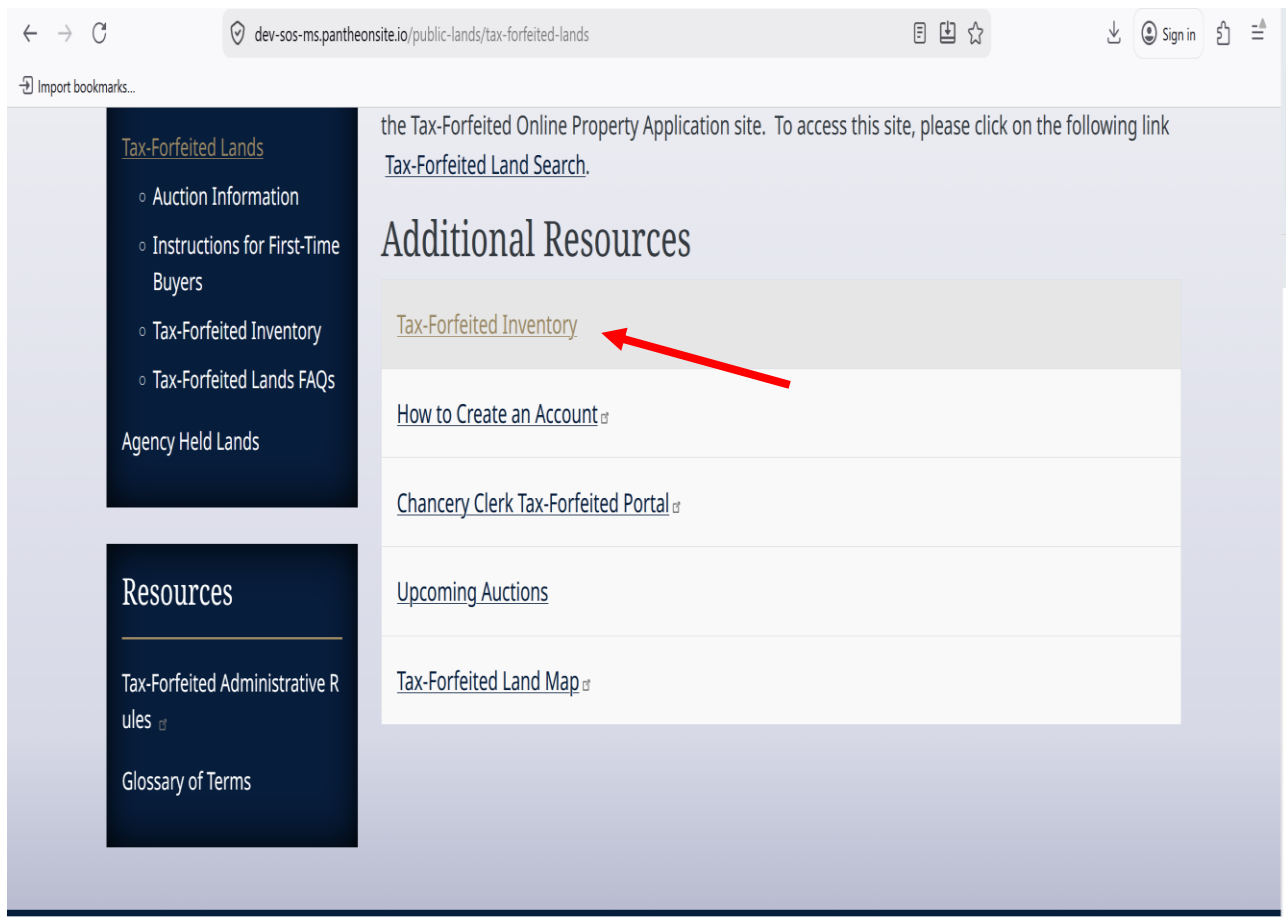 dev-sos-ms.pantheonsite.io/public-lands/tax-forfeited-lands
Sign in
Import bookmarks...
Tax-Forfeited Lands
Auction Information
Instructions for First-Time
Buyers
Tax-Forfeited Inventory
Tax-Forfeited Lands FAQs
Agency Held Lands
Resources
Tax-Forfeited Administrative R
ules
Glossary of Terms
the Tax-Forfeited Online Property Application site. To access this site, please click on the following link
Tax-Forfeited Land Search.
Additional Resources
Tax-Forfeited Inventory
How to Create an Account
Chancery Clerk Tax-Forfeited Portal
Upcoming Auctions
Tax-Forfeited Land Map